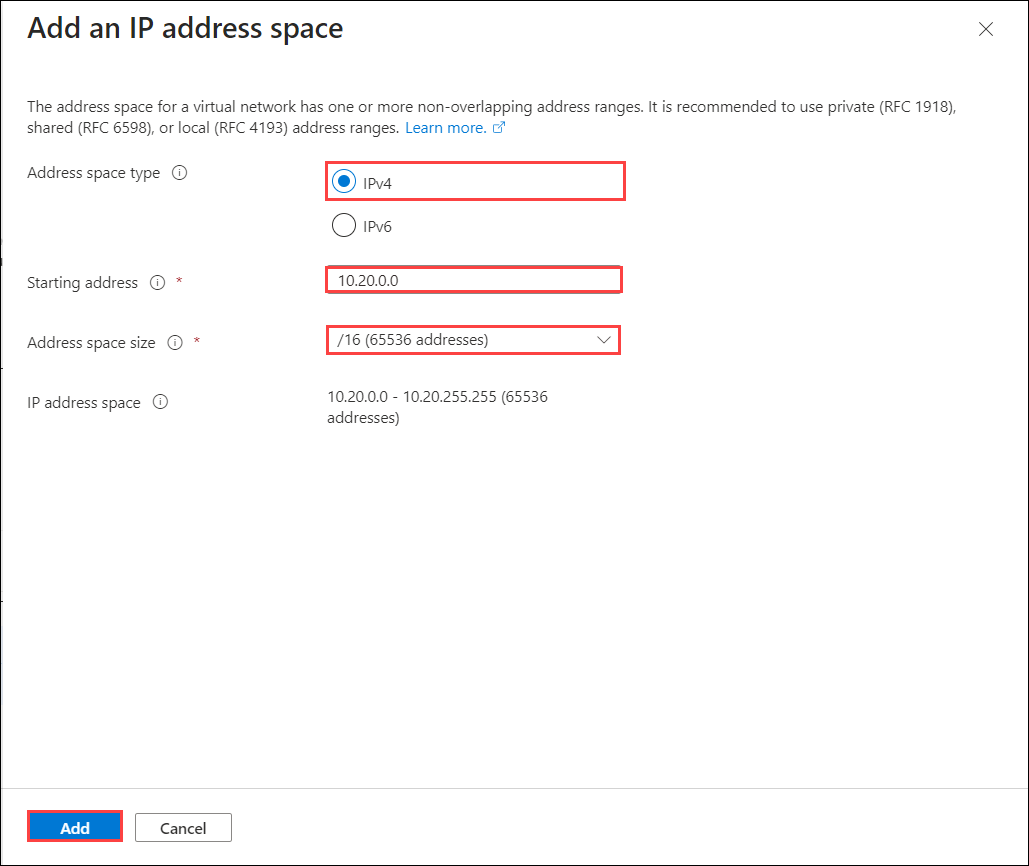 Add an IP address space
The address space for a virtual network has one or more non-overlapping address ranges. It is recommended to use private (RFC 1918),
shared (RFC 6598), or local (RFC 4193) address ranges. Learn more.
Address space type
IPv4
IPv6
Starting address *
10.20.0.0
Address space size *
/16 (65536 addresses)
IP address space
10.20.0.0 - 10.20.255.255 (65536
addresses)
Add
Cancel